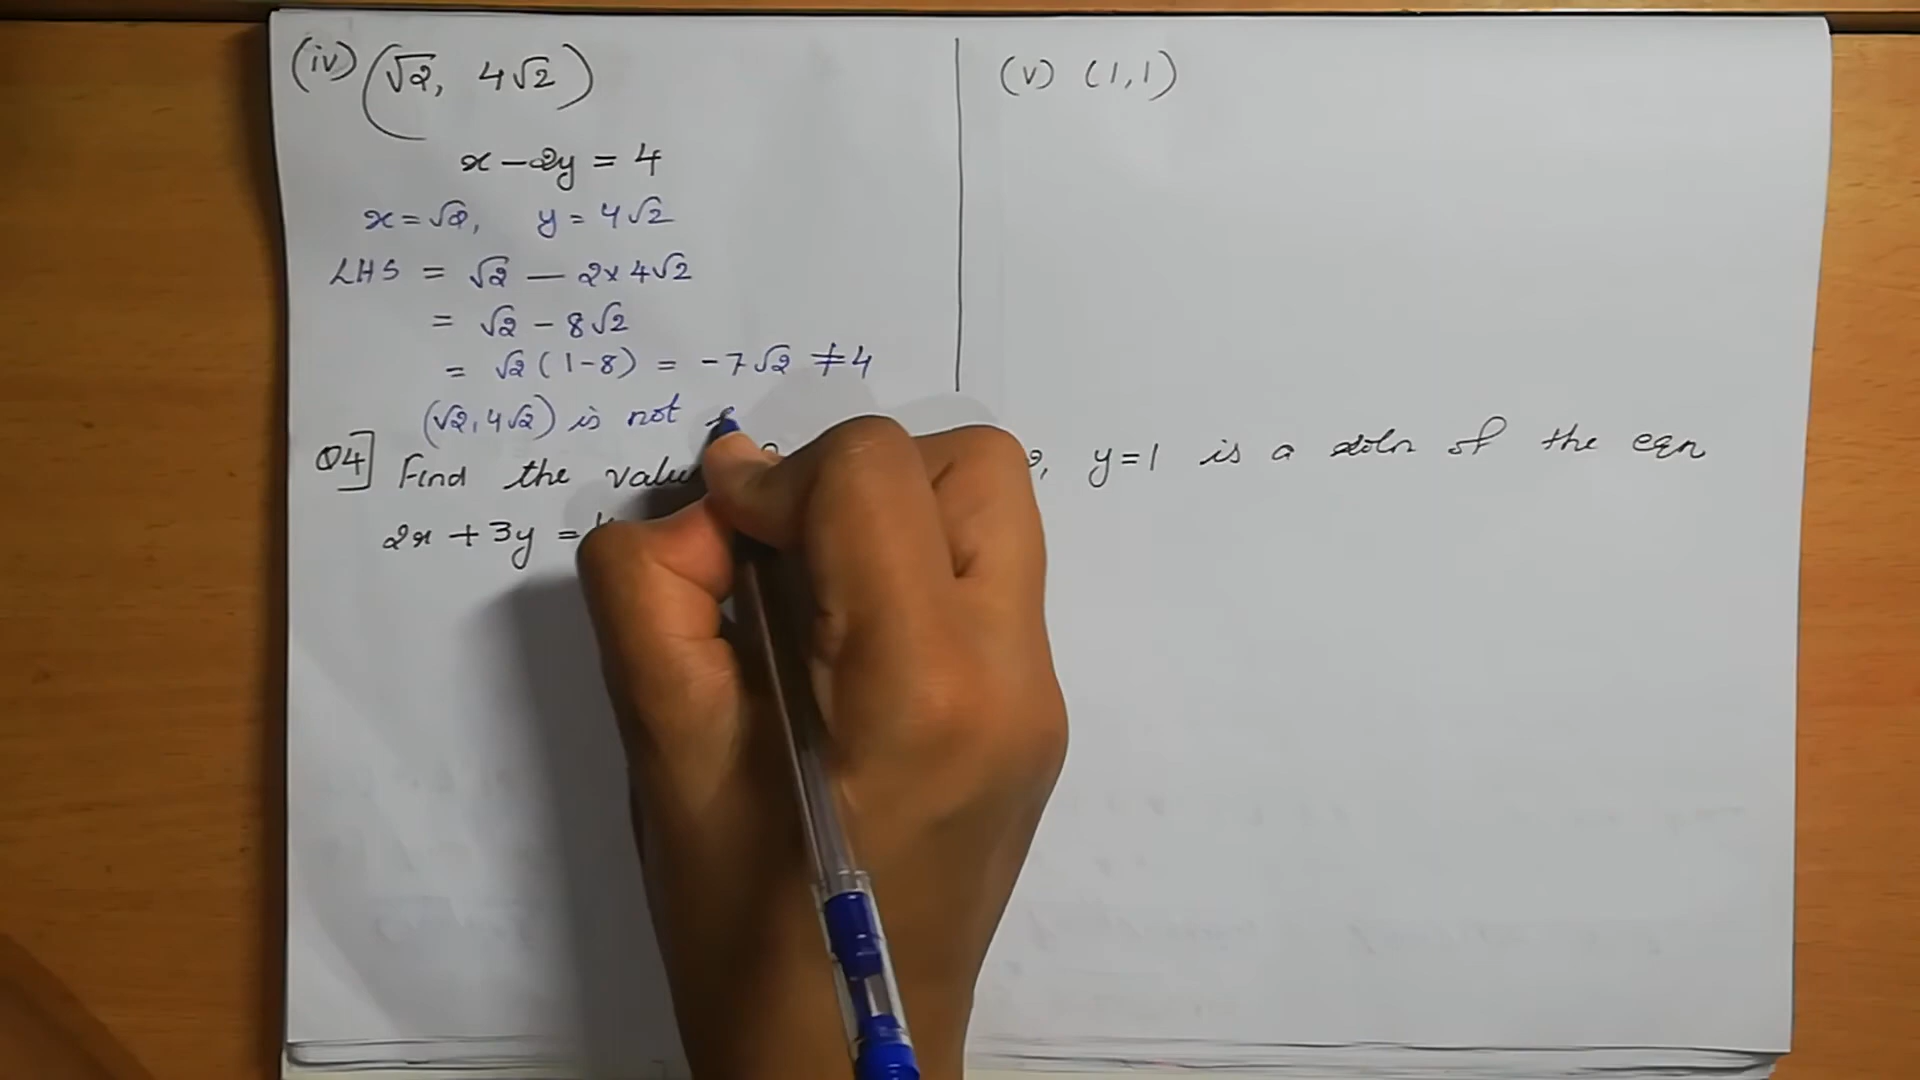 (iv) (√2, 4√2)
x - 2y = 4
x = √2, y = 4√2
LHS = √2 — 2×4√2
= √2 - 8√2
= √2 (1-8) = -7√2 ≠ 4
(√2, 4√2) is not
(v) (1,1)
Q4] Find the value y=1 is a soln of the eqn
2x + 3y =